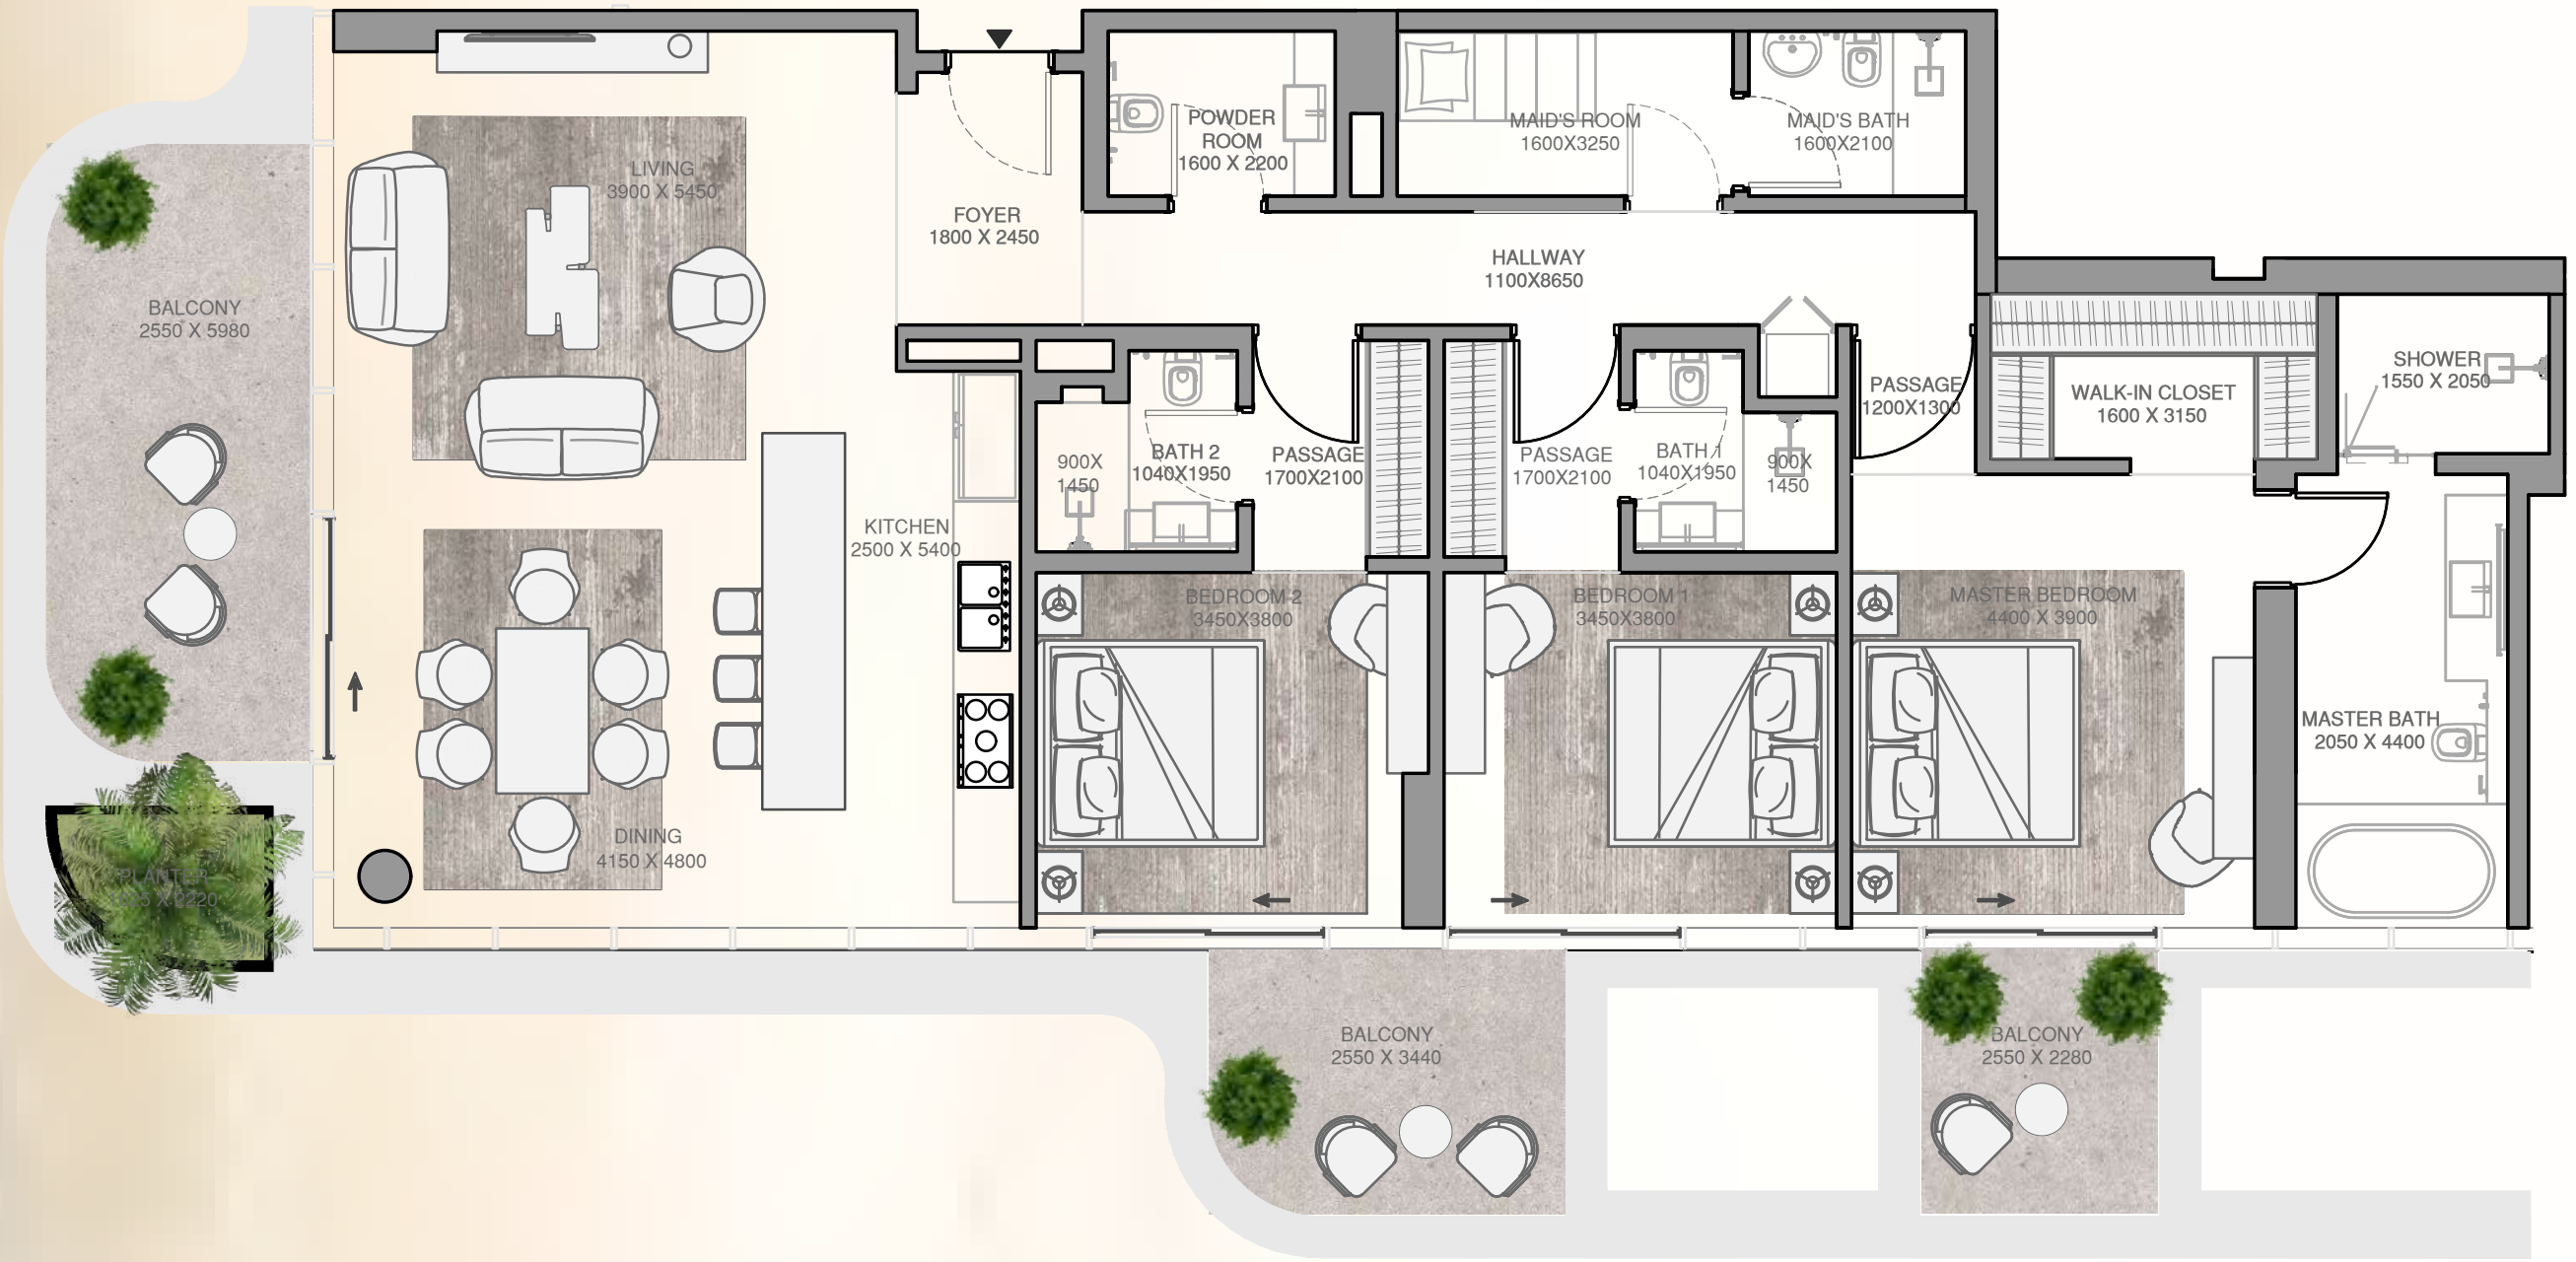 POWDER
ROOM
1600 X 2200
MAID'S ROOM
1600X3250
MAID'S BATH
1600X2100
LIVING
3900 X 5450
FOYER
1800 X 2450
HALLWAY
1100X8650
BALCONY
2550 X 5980
PASSAGE
1200X1300
WALK-IN CLOSET
1600 X 3150
SHOWER
1550 X 2050
KITCHEN
2500 X 5400
900X
1450
BATH 2
1040X1950
PASSAGE
1700X2100
PASSAGE
1700X2100
BATH 1
1040X1950
900X
1450
BEDROOM 2
3450X3800
BEDROOM 1
3450X3800
MASTER BEDROOM
4400 X 3900
MASTER BATH
2050 X 4400
DINING
4150 X 4800
PLANTER
X 2220
BALCONY
2550 X 3440
BALCONY
2550 X 2280